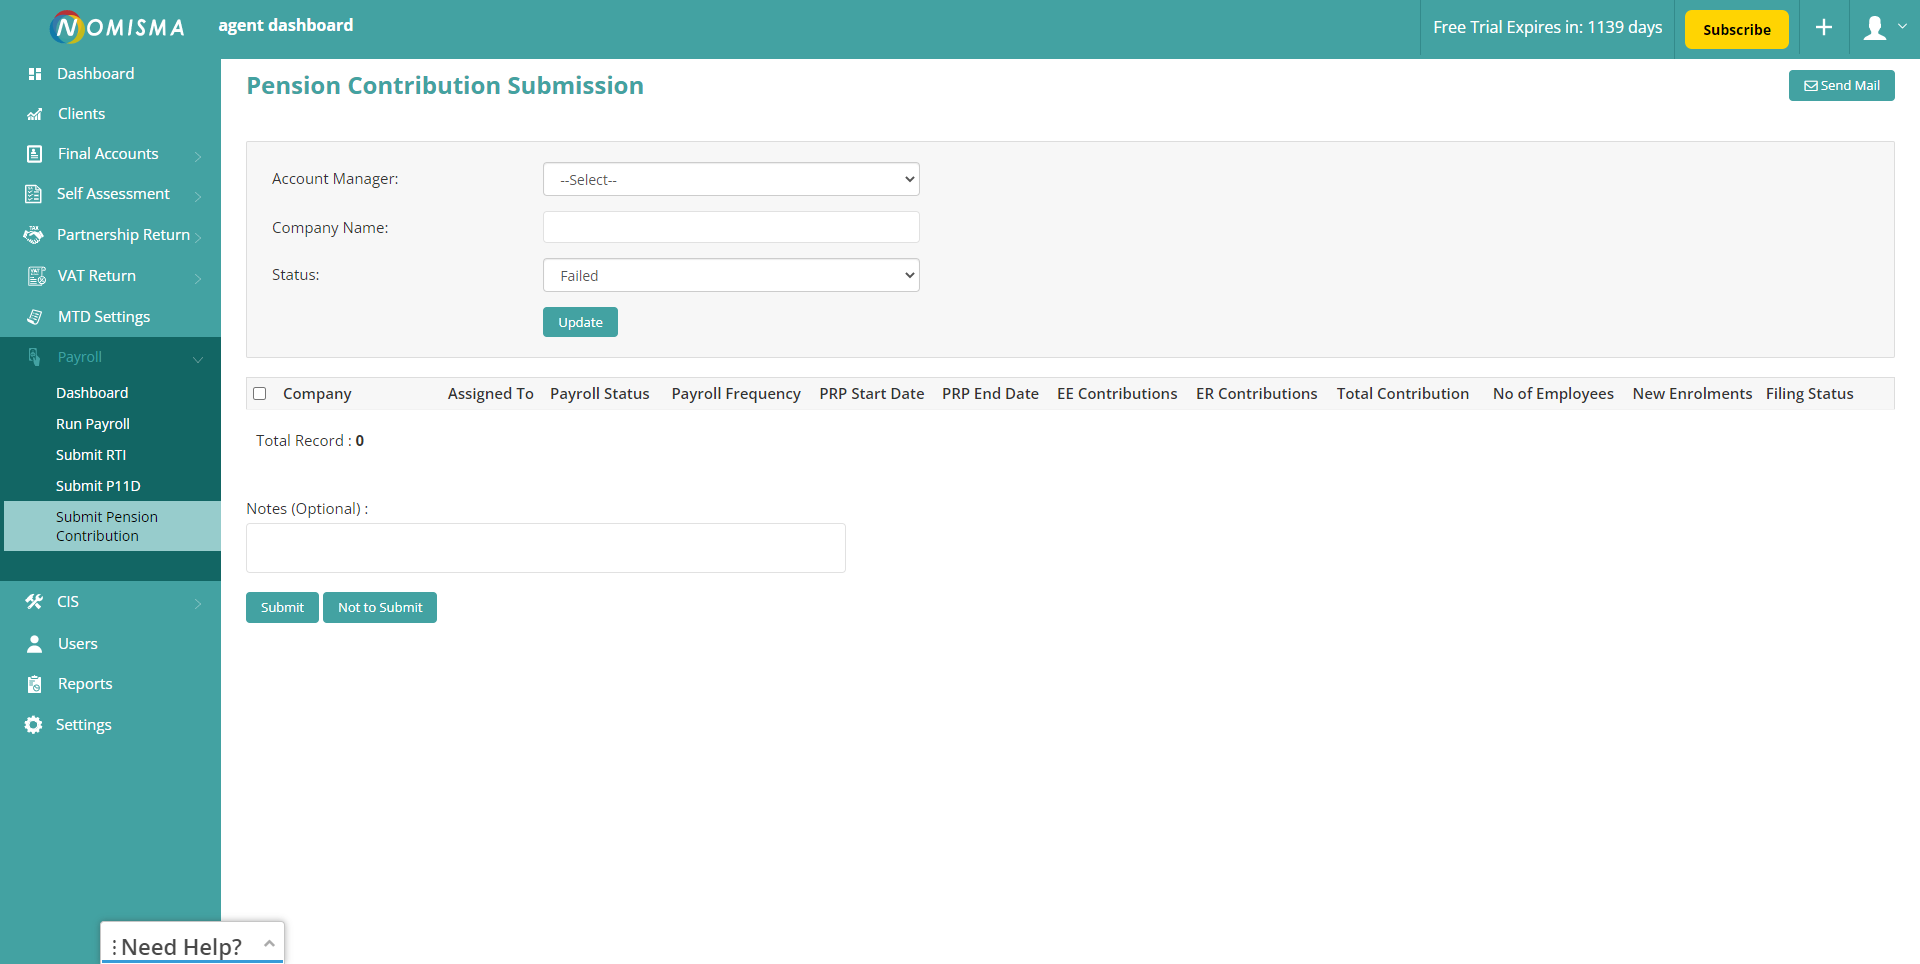 NOMISMA
agent dashboard
Free Trial Expires in: 1139 days
Subscribe
Dashboard
Clients
Final Accounts
Self Assessment
Partnership Return
VAT Return
MTD Settings
Payroll
Dashboard
Run Payroll
Submit RTI
Submit P11D
Submit Pension
Contribution
CIS
Users
Reports
Settings
Pension Contribution Submission
Send Mail
Account Manager:
--Select--
Company Name:
Status:
Failed
Update
Company Assigned To Payroll Status Payroll Frequency PRP Start Date PRP End Date EE Contributions ER Contributions Total Contribution No of Employees New Enrolments Filing Status
Total Record : 0
Notes (Optional) :
Submit Not to Submit
Need Help?